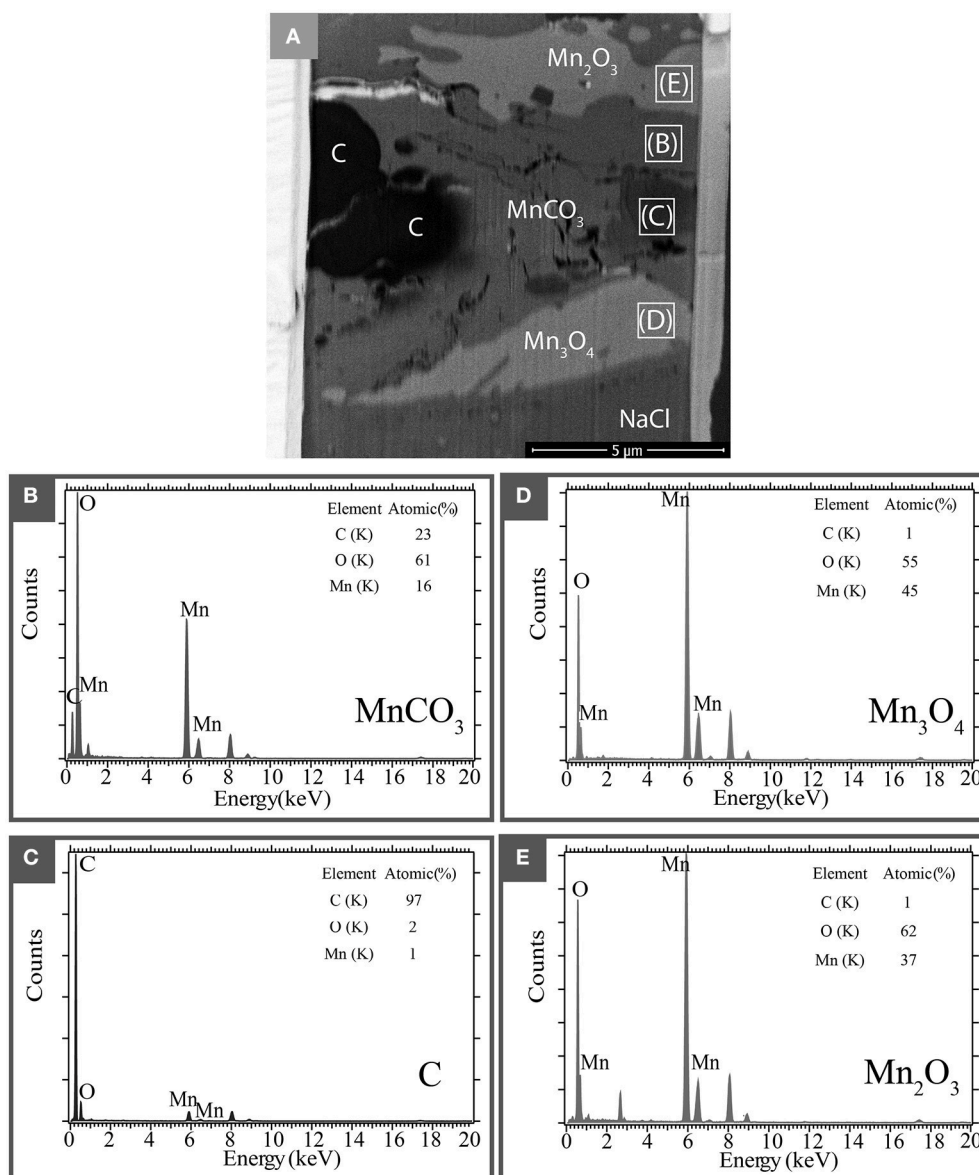 A
Mn₂O₃
(E)
(B)
C
C
MnCO₃
(C)
(D)
Mn₃O₄
NaCl
5 µm
B
O
Element Atomic(%)
C (K) 23
O (K) 61
Mn (K) 16
Counts
Mn
C
Mn
Mn
MnCO₃
0 2 4 6 8 10 12 14 16 18 20
Energy(keV)
D
Mn
Element Atomic(%)
C (K) 1
O (K) 55
Mn (K) 45
Counts
O
Mn
Mn
Mn₃O₄
0 2 4 6 8 10 12 14 16 18 20
Energy(keV)
C
C
Element Atomic(%)
C (K) 97
O (K) 2
Mn (K) 1
Counts
O
Mn
Mn
C
0 2 4 6 8 10 12 14 16 18 20
Energy (keV)
E
Mn
Element Atomic(%)
C (K) 1
O (K) 62
Mn (K) 37
Counts
O
Mn
Mn
Mn₂O₃
0 2 4 6 8 10 12 14 16 18 20
Energy(keV)